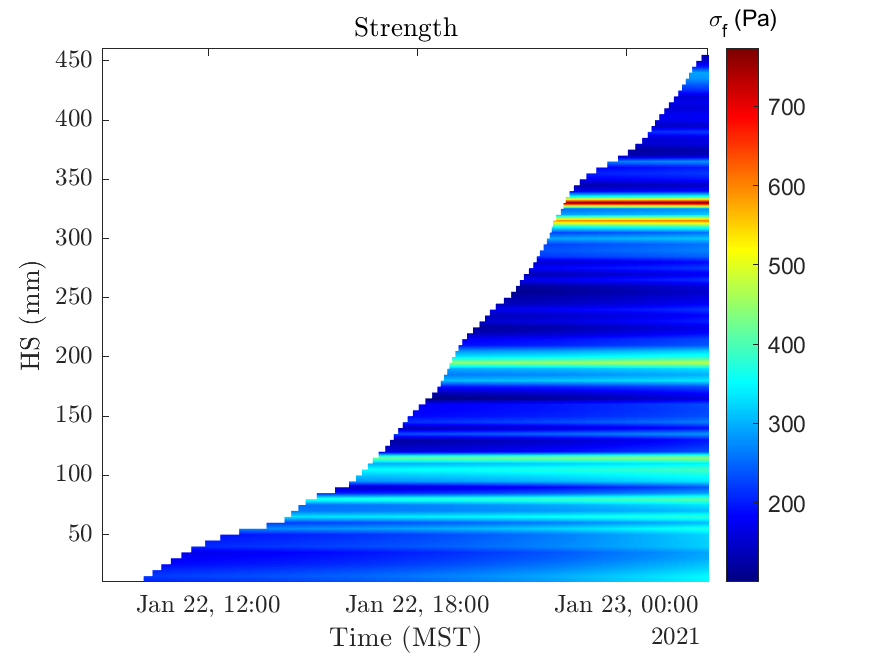 Strength
σf (Pa)
450
400
350
300
250
200
150
100
50
HS (mm)
700
600
500
400
300
200
Jan 22, 12:00
Jan 22, 18:00
Jan 23, 00:00
Time (MST)
2021